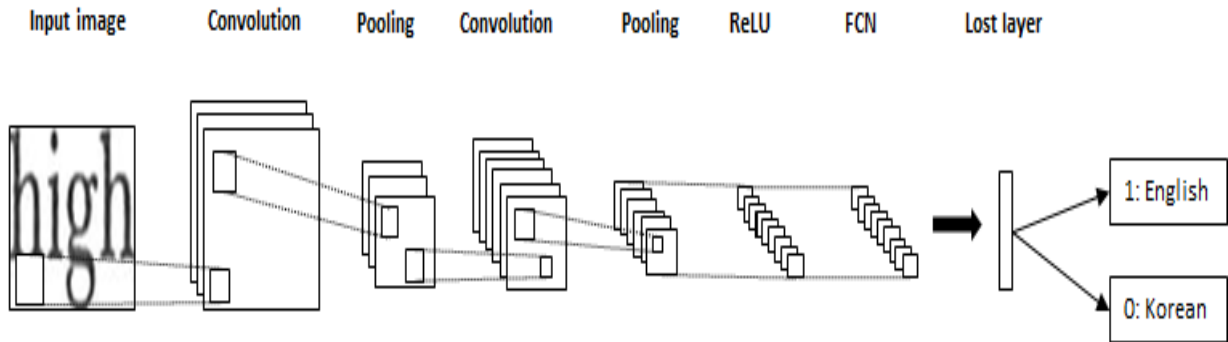 Input image Convolution Pooling Convolution Pooling ReLU FCN Lost layer
high
1: English
0: Korean